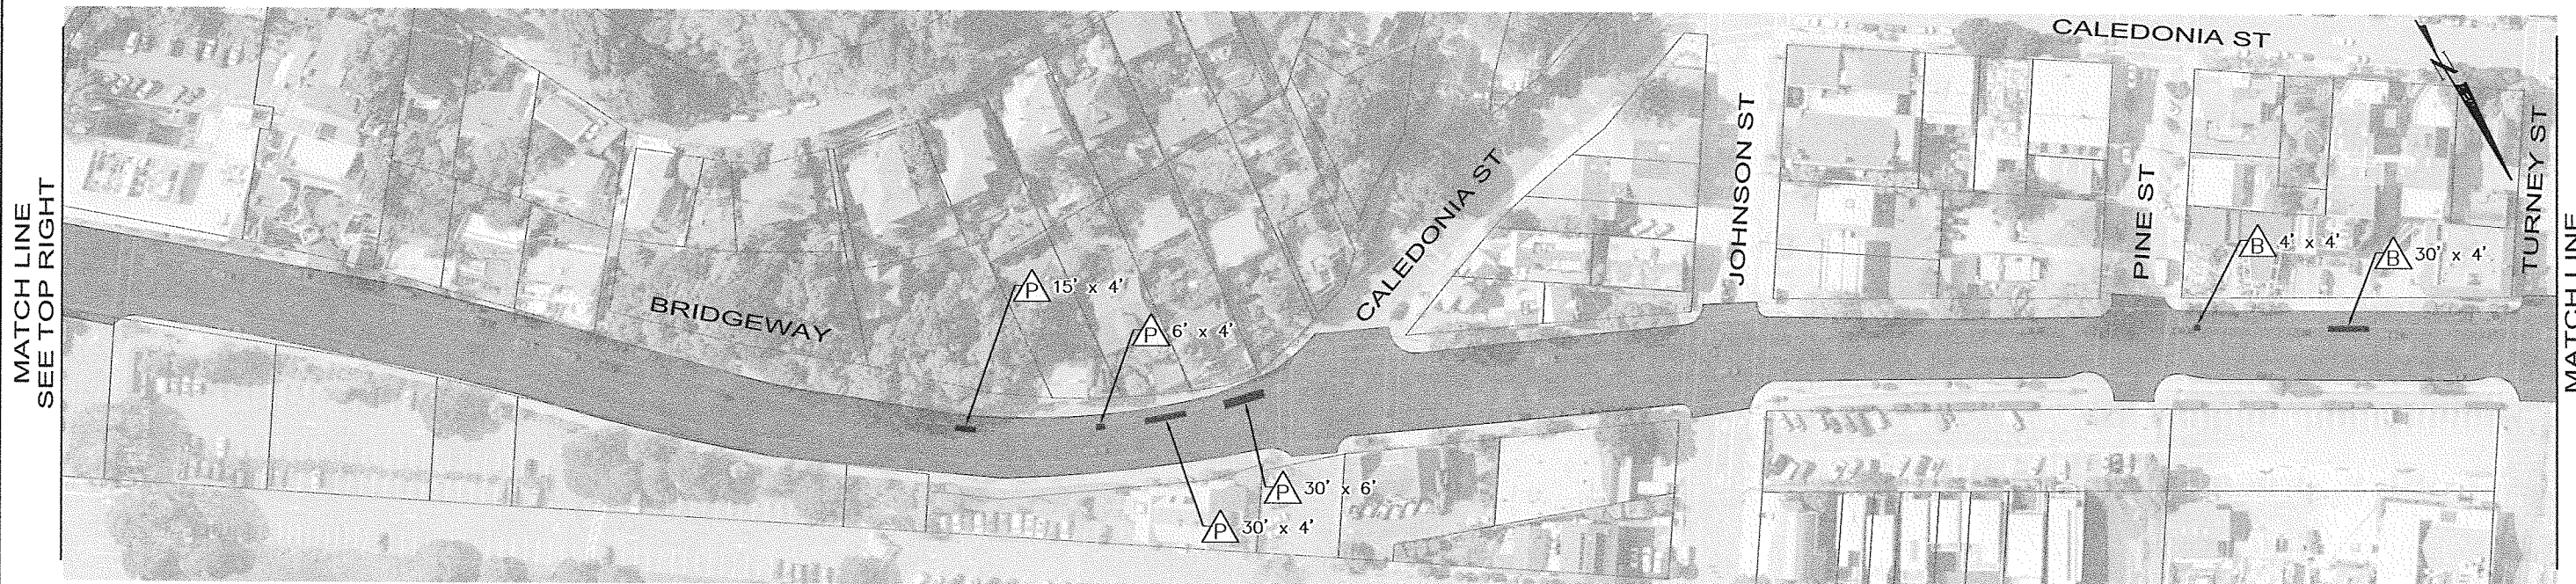 MATCH LINE
SEE TOP RIGHT
BRIDGEWAY
P 15' x 4'
P 6' x 4'
P 30' x 4'
P 30' x 6'
CALEDONIA ST
JOHNSON ST
CALEDONIA ST
PINE ST
B 4' x 4'
B 30' x 4'
TURNEY ST
MATCH LINE